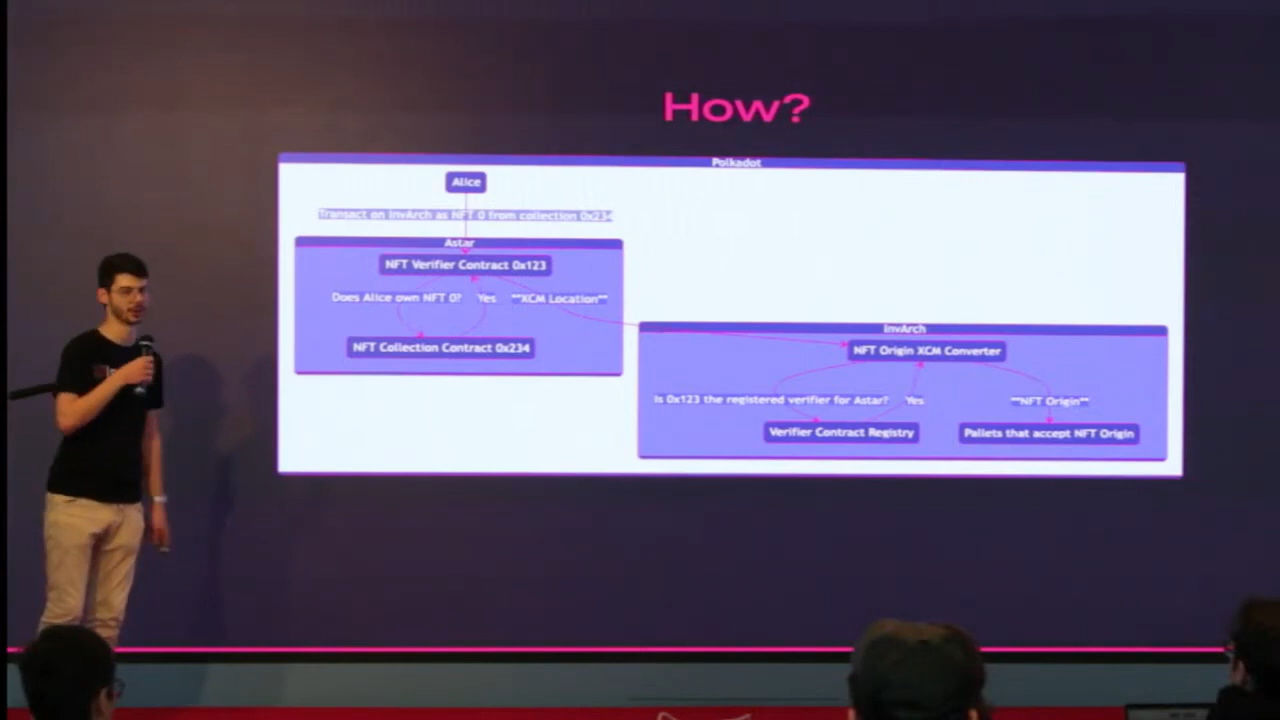 How?
Polkadot
Alice
Transact on InvArch as NFT 0 from collection 0x234
Astar
NFT Verifier Contract 0x123
Does Alice own NFT 0? Yes **XCM Location**
NFT Collection Contract 0x234
InvArch
NFT Origin XCM Converter
Is 0x123 the registered verifier for Astar? Yes **NFT Origin**
Verifier Contract Registry Pallets that accept NFT Origin